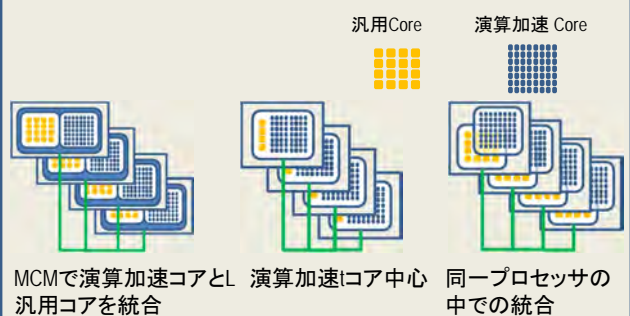 汎用Core
演算加速 Core
MCMで演算加速コアとL
汎用コアを統合
演算加速tコア中心
同一プロセッサの
中での統合